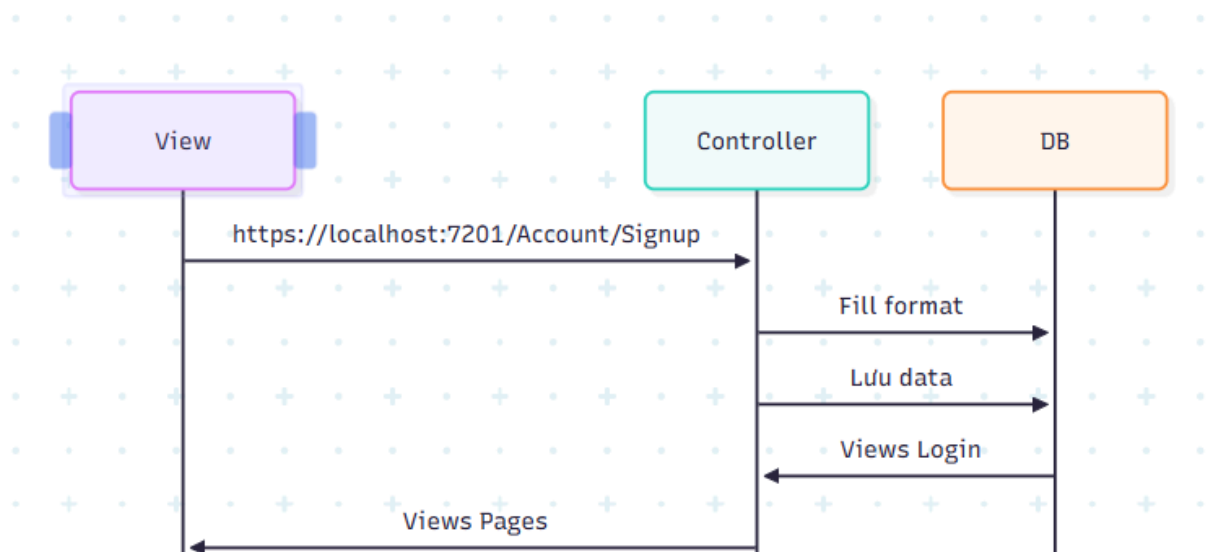 View
Controller
DB
https://localhost:7201/Account/Signup
Fill format
Lưu data
Views Login
Views Pages